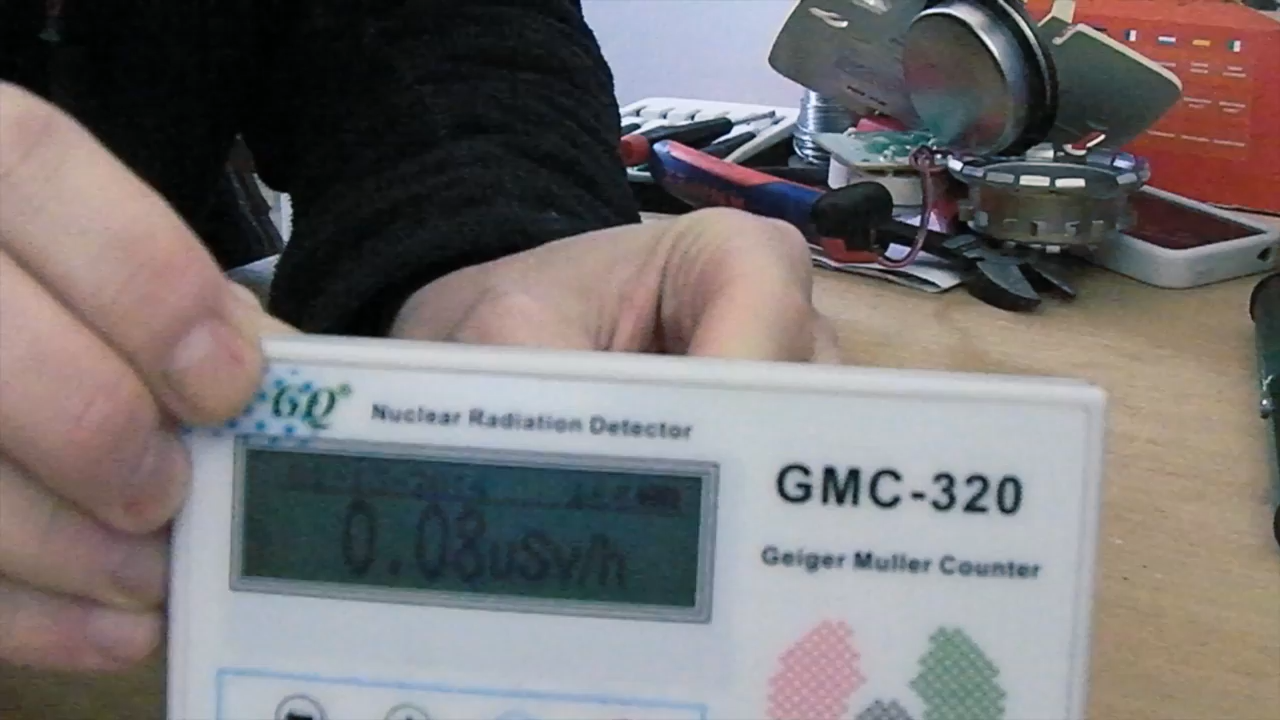 GQ
Nuclear Radiation Detector
0.08uSv/h
GMC-320
Geiger Muller Counter